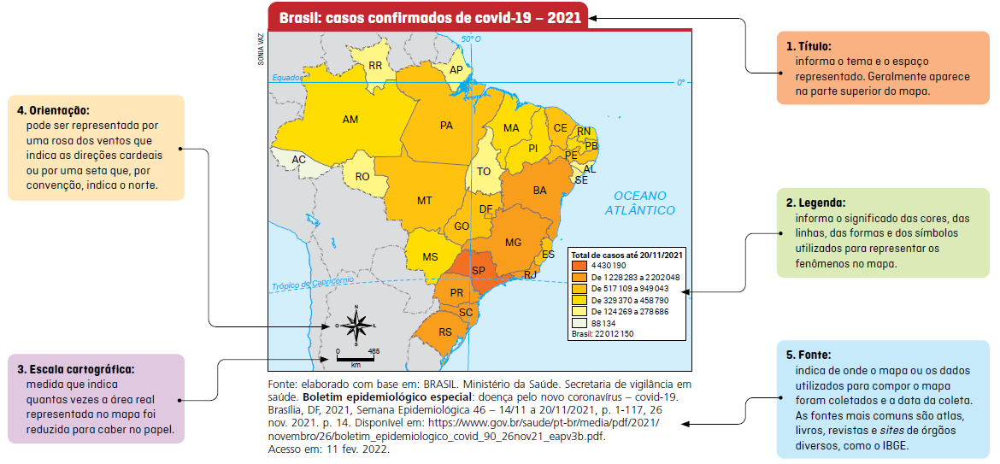 Brasil: casos confirmados de covid-19 – 2021
SONIA VAZ
50° O
Equador
0°
RR
AP
AM
PA
MA
CE
RN
PB
PE
AL
SE
PI
AC
RO
TO
BA
MT
DF
GO
MG
ES
MS
SP
RJ
PR
SC
RS
OCEANO
ATLÂNTICO
Trópico de Capricórnio
N
O
L
S
0
485
km
Total de casos até 20/11/2021
4 430 190
De 1 228 283 a 2 202 048
De 517 109 a 949 043
De 329 370 a 458 790
De 124 269 a 278 686
88 134
Brasil: 22 012 150
1. Título:
informa o tema e o espaço
representado. Geralmente aparece
na parte superior do mapa.
2. Legenda:
informa o significado das cores, das
linhas, das formas e dos símbolos
utilizados para representar os
fenômenos no mapa.
3. Escala cartográfica:
medida que indica
quantas vezes a área real
representada no mapa foi
reduzida para caber no papel.
4. Orientação:
pode ser representada por
uma rosa dos ventos que
indica as direções cardeais
ou por uma seta que, por
convenção, indica o norte.
5. Fonte:
indica de onde o mapa ou os dados
utilizados para compor o mapa
foram coletados e a data da coleta.
As fontes mais comuns são atlas,
livros, revistas e sites de órgãos
diversos, como o IBGE.
Fonte: elaborado com base em: BRASIL. Ministério da Saúde. Secretaria de vigilância em
saúde. Boletim epidemiológico especial: doença pelo novo coronavírus – covid-19.
Brasília, DF, 2021, Semana Epidemiológica 46 – 14/11 a 20/11/2021, p. 1-117, 26
nov. 2021. p. 14. Disponível em: https://www.gov.br/saude/pt-br/media/pdf/2021/
novembro/26/boletim_epidemiologico_covid_90_26nov21_eapv3b.pdf.
Acesso em: 11 fev. 2022.